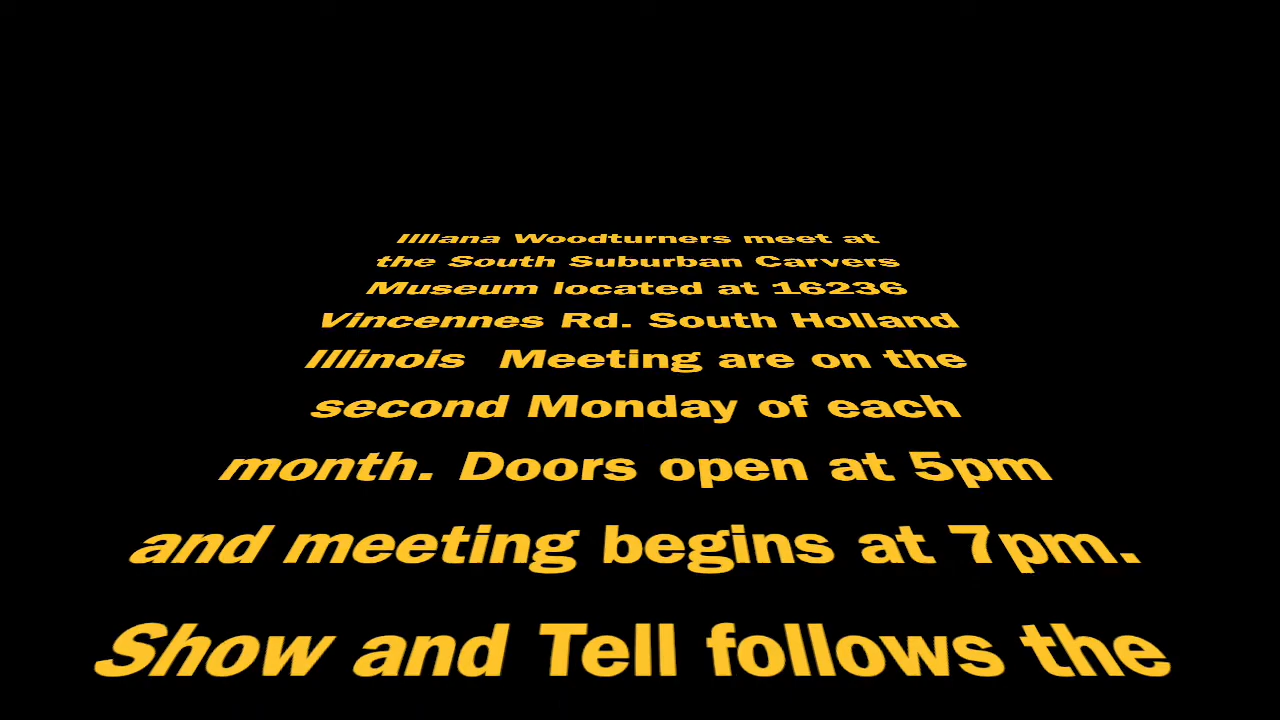 Illiana Woodturners meet at
the South Suburban Carvers
Museum located at 16236
Vincennes Rd. South Holland
Illinois  Meeting are on the
second Monday of each
month. Doors open at 5pm
and meeting begins at 7pm.
Show and Tell follows the